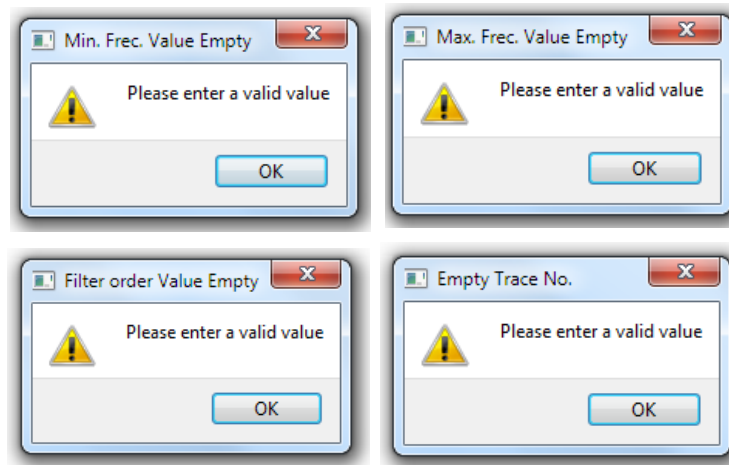 Min. Frec. Value Empty
Please enter a valid value
OK
Max. Frec. Value Empty
Please enter a valid value
OK
Filter order Value Empty
Please enter a valid value
OK
Empty Trace No.
Please enter a valid value
OK